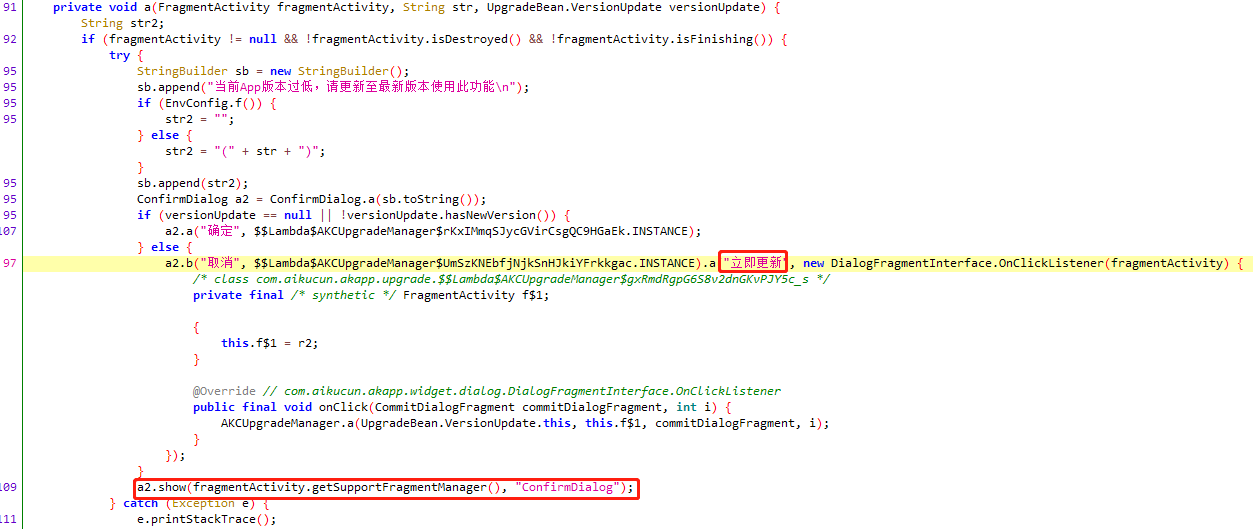 91 private void a(FragmentActivity fragmentActivity, String str, UpgradeBean.VersionUpdate versionUpdate) {
String str2;
92 if (fragmentActivity != null && !fragmentActivity.isDestroyed() && !fragmentActivity.isFinishing()) {
try {
95 StringBuilder sb = new StringBuilder();
95 sb.append("当前App版本过低，请更新至最新版本使用此功能\n");
95 if (EnvConfig.f()) {
95 str2 = "";
} else {
str2 = "(" + str + ")";
}
95 sb.append(str2);
95 ConfirmDialog a2 = ConfirmDialog.a(sb.toString());
95 if (versionUpdate == null || !versionUpdate.hasNewVersion()) {
107 a2.a("确定", $$Lambda$AKCUpgradeManager$rKxIMmqSJycGVirCsgQC9HGaEk.INSTANCE);
} else {
97 a2.b("取消", $$Lambda$AKCUpgradeManager$UmSzKNEbfjNjkSnHJkiYFrkkgac.INSTANCE).a "立即更新", new DialogFragmentInterface.OnClickListener(fragmentActivity) {
/* class com.aikucun.akapp.upgrade.$$Lambda$AKCUpgradeManager$gxRmdRgpG6S8v2dnGKvPJY5c_s */
private final /* synthetic */ FragmentActivity f$1;
{
this.f$1 = r2;
}
@Override // com.aikucun.akapp.widget.dialog.DialogFragmentInterface.OnClickListener
public final void onClick(CommitDialogFragment commitDialogFragment, int i) {
AKCUpgradeManager.a(UpgradeBean.VersionUpdate.this, this.f$1, commitDialogFragment, i);
}
});
}
109 a2.show(fragmentActivity.getSupportFragmentManager(), "ConfirmDialog");
} catch (Exception e) {
111 e.printStackTrace();